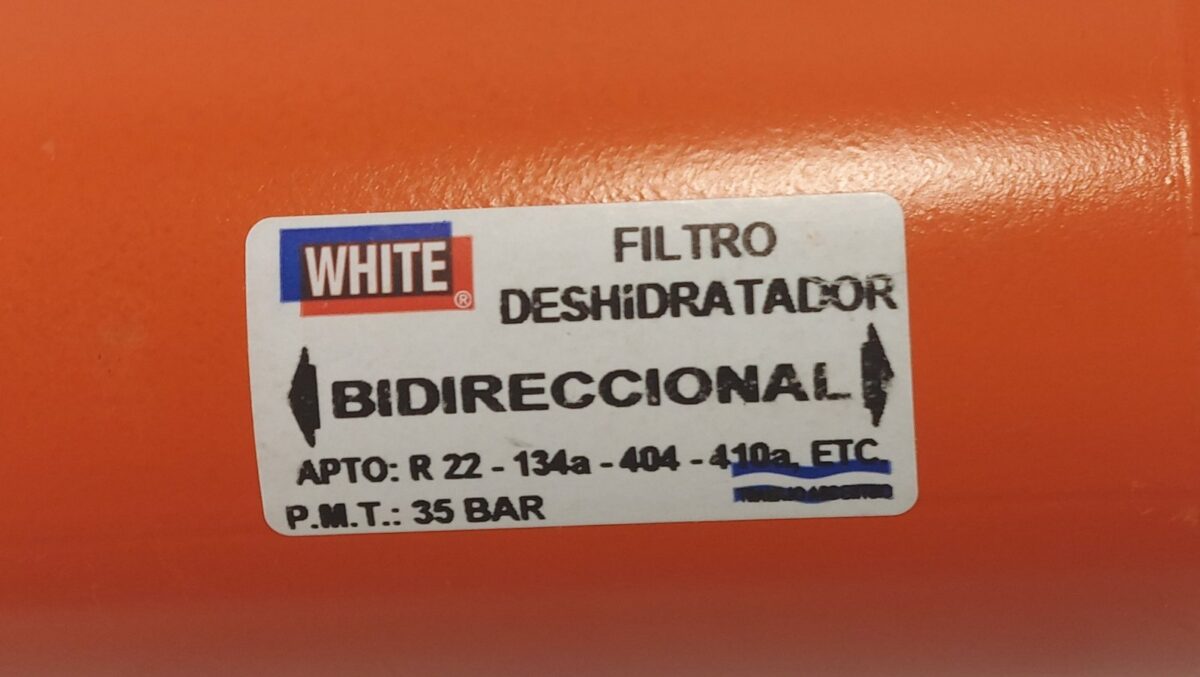 WHITE®
FILTRO
DESHiDRATADOR
BIDIRECCIONAL
APTO: R 22 - 134a - 404 - 410a, ETC.
P.M.T.: 35 BAR